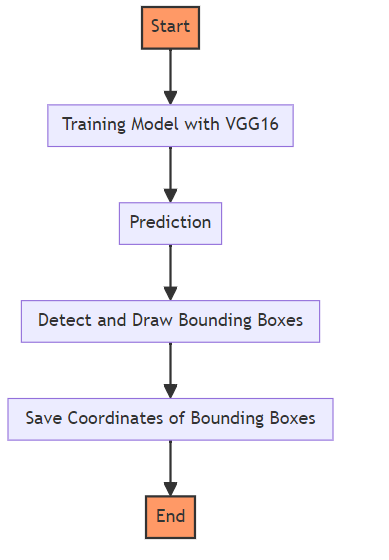 Start
Training Model with VGG16
Prediction
Detect and Draw Bounding Boxes
Save Coordinates of Bounding Boxes
End